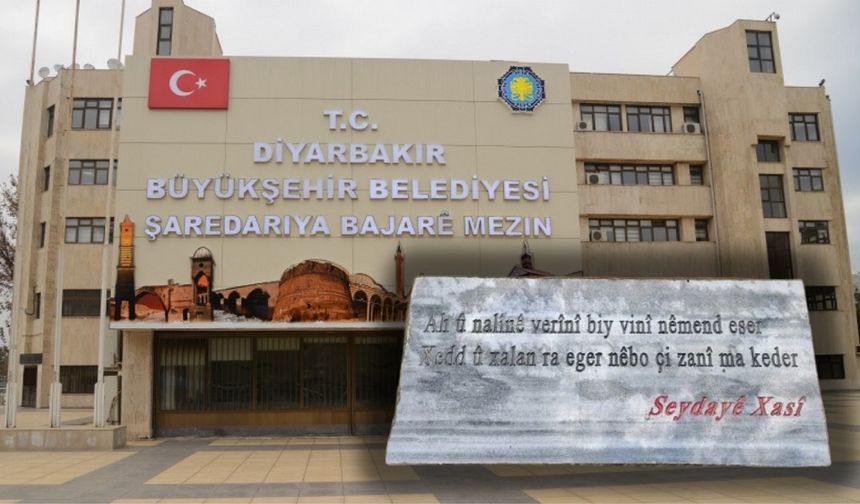 T.C.
DİYARBAKIR
BÜYÜKŞEHİR BELEDİYESİ
ŞAREDARIYA BAJARÊ MEZIN
Ah û nalînê verînî biy vinî nêmend eser
Xedd û xalan ra eger nêbo çi zanî ma keder
Seydayê Xasî